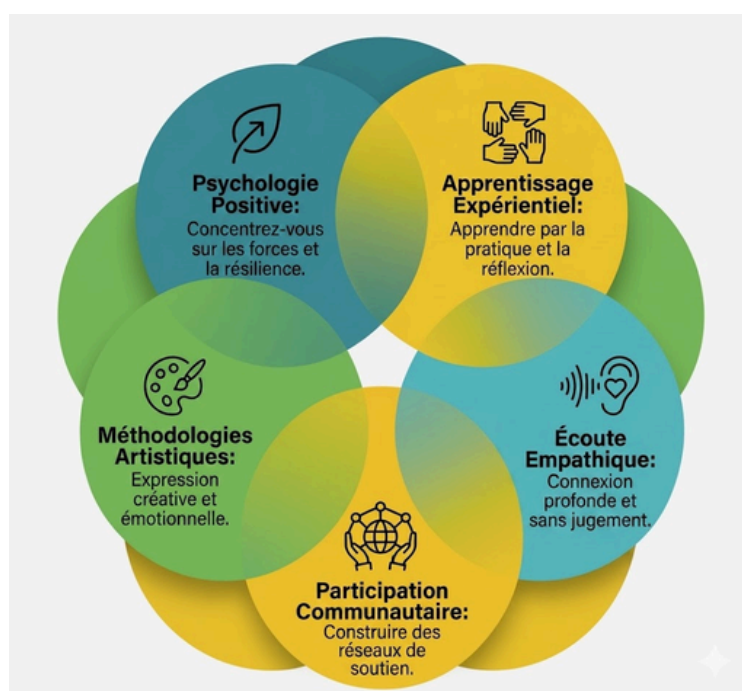 Psychologie
Positive:
Concentrez-vous
sur les forces et
la résilience.
Apprentissage
Expérientiel:
Apprendre par la
pratique et la
réflexion.
Méthodologies
Artistiques:
Expression
créative et
émotionnelle.
Écoute
Empathique:
Connexion
profonde et
sans jugement.
Participation
Communautaire:
Construire des
réseaux de
soutien.